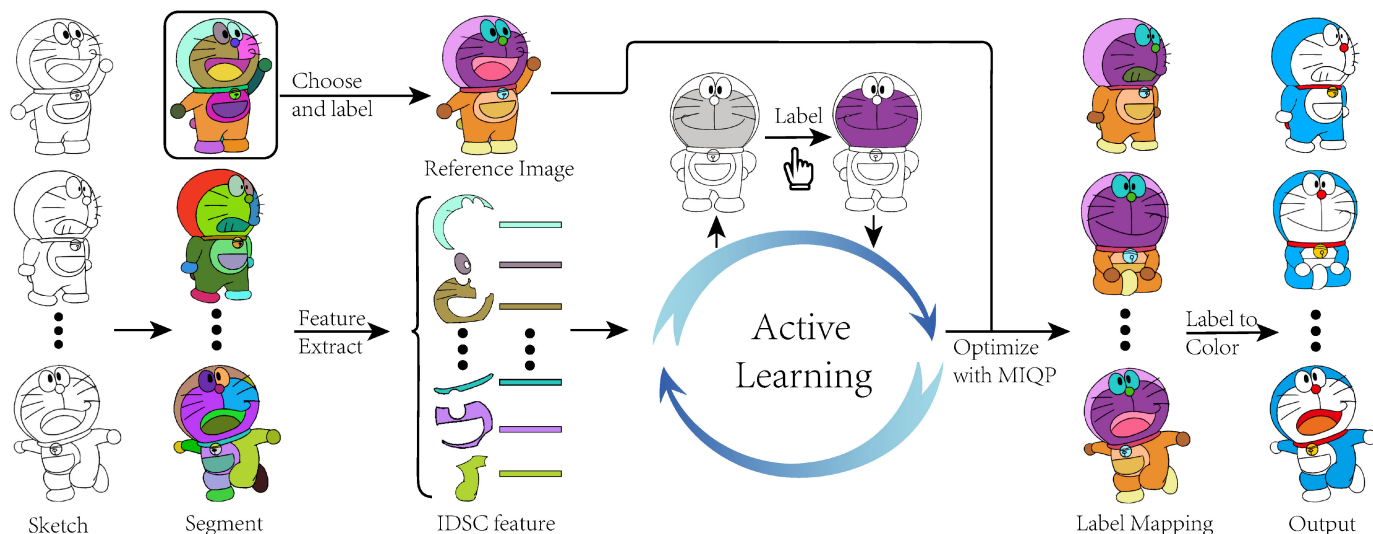 Choose
and label
Reference Image
Label
Feature
Extract
Active
Learning
Optimize
with MIQP
Label to
Color
Sketch
Segment
IDSC feature
Label Mapping
Output